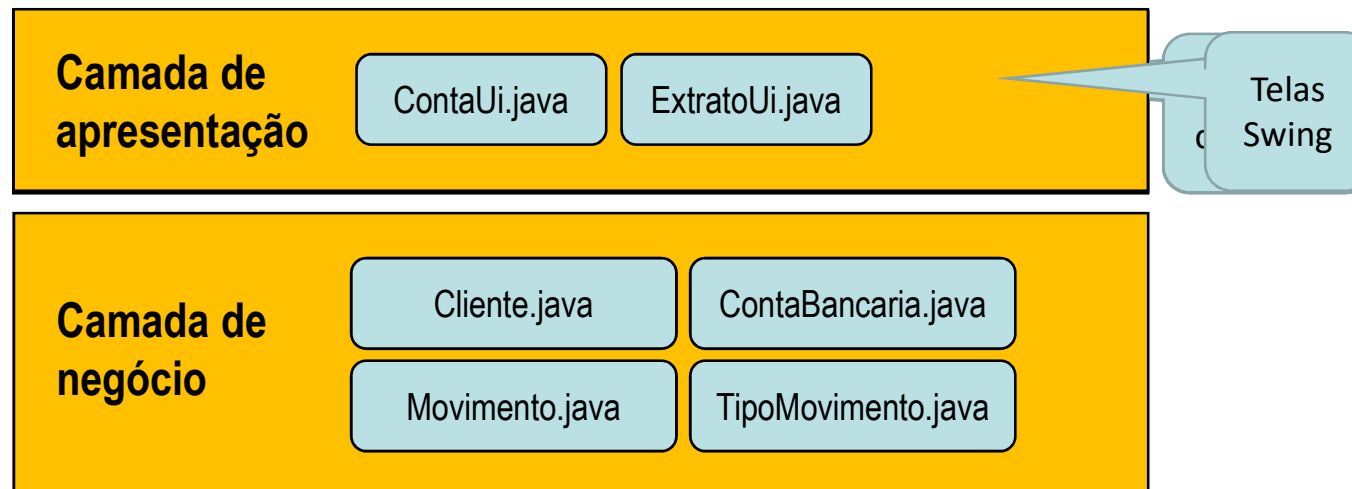 Camada de
apresentação
ContaUi.java
ExtratoUi.java
Telas
Swing
Camada de
negócio
Cliente.java
ContaBancaria.java
Movimento.java
TipoMovimento.java